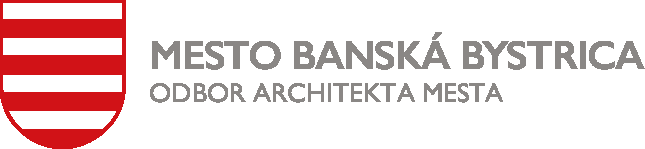 MESTO BANSKÁ BYSTRICA
ODBOR ARCHITEKTA MESTA